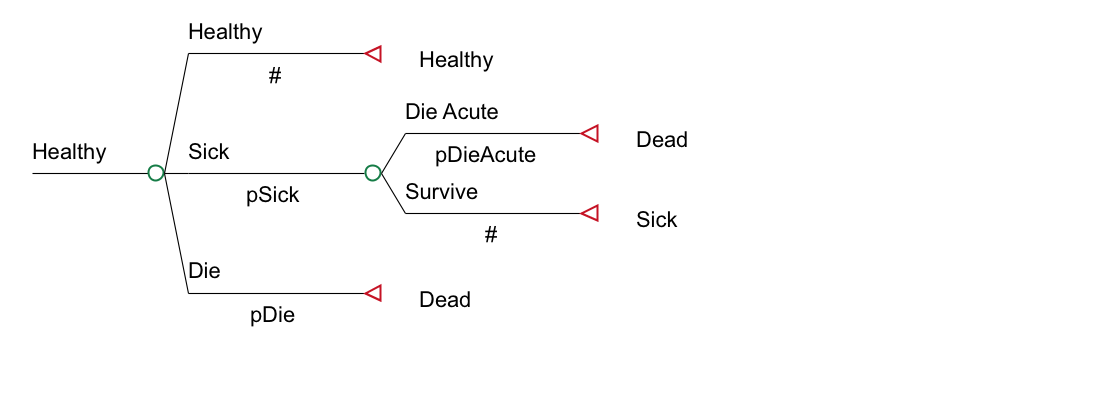 Healthy
#
Healthy
Die Acute
pDieAcute
Dead
Healthy
Sick
pSick
Survive
#
Sick
Die
pDie
Dead